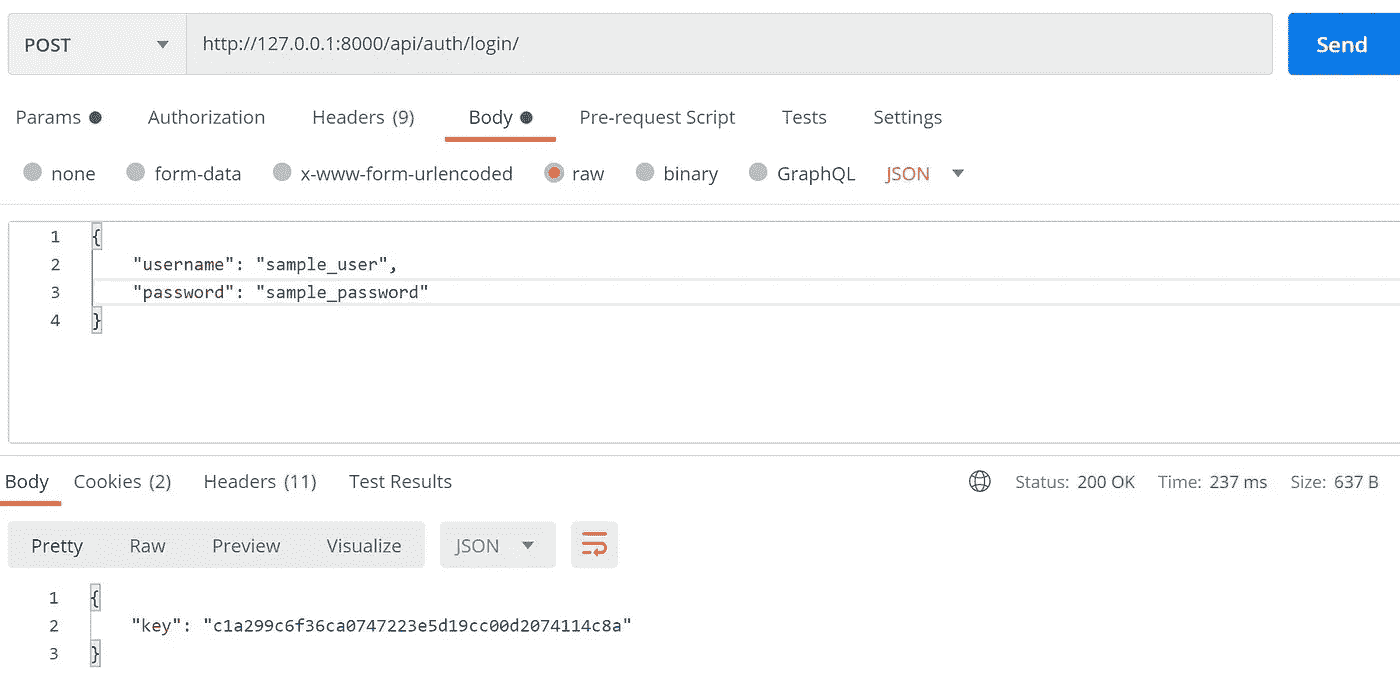 POST http://127.0.0.1:8000/api/auth/login/ Send
Params Authorization Headers (9) Body Pre-request Script Tests Settings
none form-data x-www-form-urlencoded raw binary GraphQL JSON
1 {
2 "username": "sample_user",
3 "password": "sample_password"
4 }
Body Cookies (2) Headers (11) Test Results Status: 200 OK Time: 237 ms Size: 637 B
Pretty Raw Preview Visualize JSON
1 {
2 "key": "c1a299c6f36ca0747223e5d19cc00d2074114c8a"
3 }